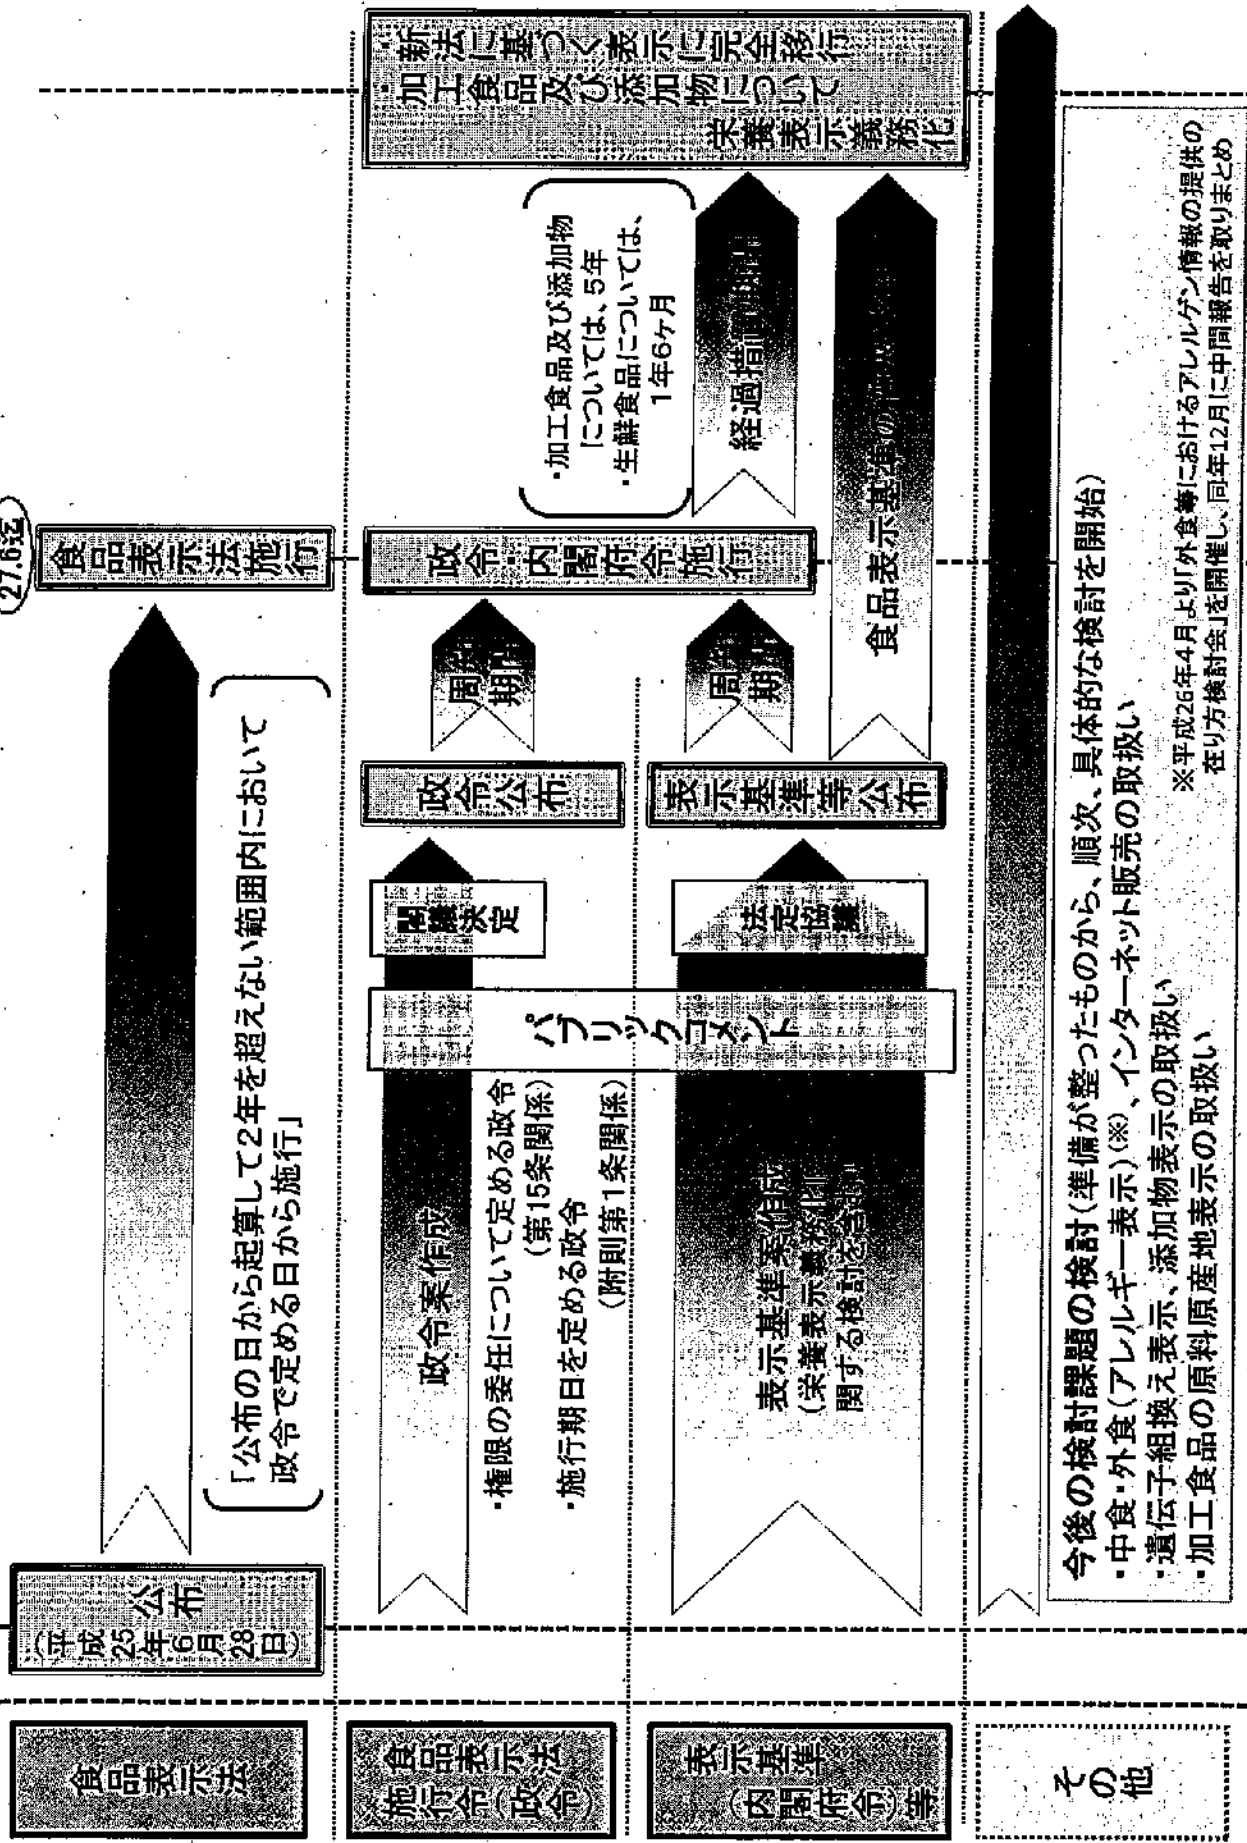 27.6迄
食品表示法
公布
(平成25年6月28日)
「公布の日から起算して2年を超えない範囲内において
政令で定める日から施行」
食品表示法施行
食品表示法
施行令(政令)
政令案作成
・権限の委任について定める政令
(第15条関係)
・施行期日を定める政令
(附則第1条関係)
パブリックコメント
閣議決定
政令公布
周知
期間
政令・内閣府令施行
・加工食品及び添加物
については、5年
・生鮮食品については、
1年6ヶ月
経過措置期間
新法に基づく表示に完全移行
加工食品及び添加物について
栄養表示義務化
表示基準
(内閣府令)等
表示基準案作成
(栄養表示義務化に
関する検討を含む)
法定協議
表示基準等公布
周知
期間
食品表示基準の
その他
今後の検討課題の検討(準備が整ったものから、順次、具体的な検討を開始)
・中食・外食(アレルギー表示)(※)、インターネット販売の取扱い
・遺伝子組換え表示、添加物表示の取扱い
・加工食品の原料原産地表示の取扱い
※平成26年4月より「外食等におけるアレルゲン情報の提供の
在り方検討会」を開催し、同年12月に中間報告を取りまとめ